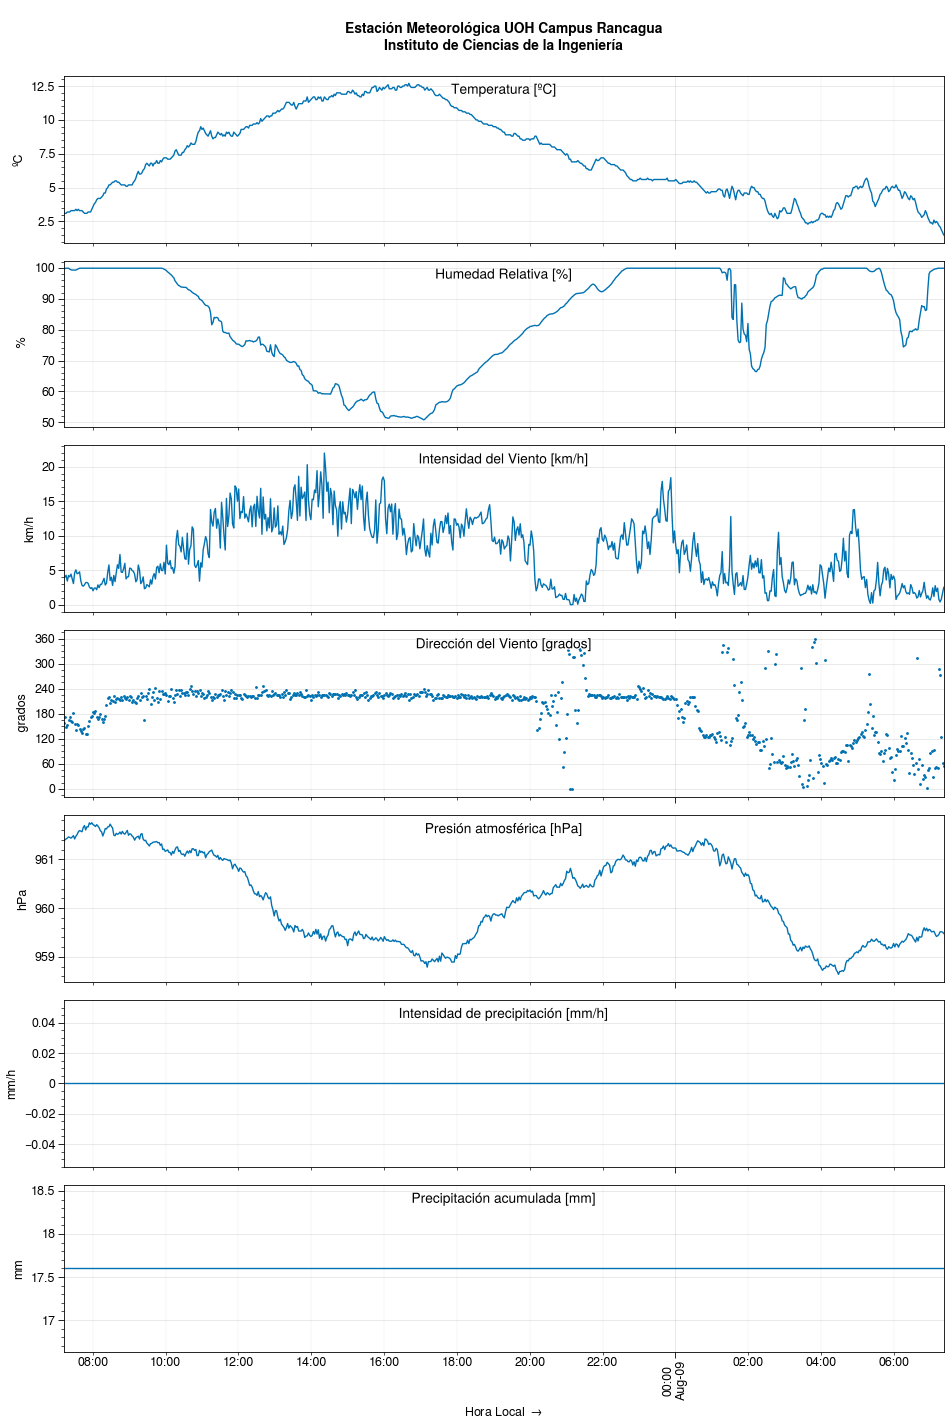 Estación Meteorológica UOH Campus Rancagua
Instituto de Ciencias de la Ingeniería
Temperatura [ºC]
ºC
12.5
10
7.5
5
2.5
Humedad Relativa [%]
%
100
90
80
70
60
50
Intensidad del Viento [km/h]
km/h
20
15
10
5
0
Dirección del Viento [grados]
grados
360
300
240
180
120
60
0
Presión atmosférica [hPa]
hPa
961
960
959
Intensidad de precipitación [mm/h]
mm/h
0.04
0.02
0
−0.02
−0.04
Precipitación acumulada [mm]
mm
18.5
18
17.5
17
08:00 10:00 12:00 14:00 16:00 18:00 20:00 22:00 00:00 02:00 04:00 06:00
Aug-09
Hora Local →